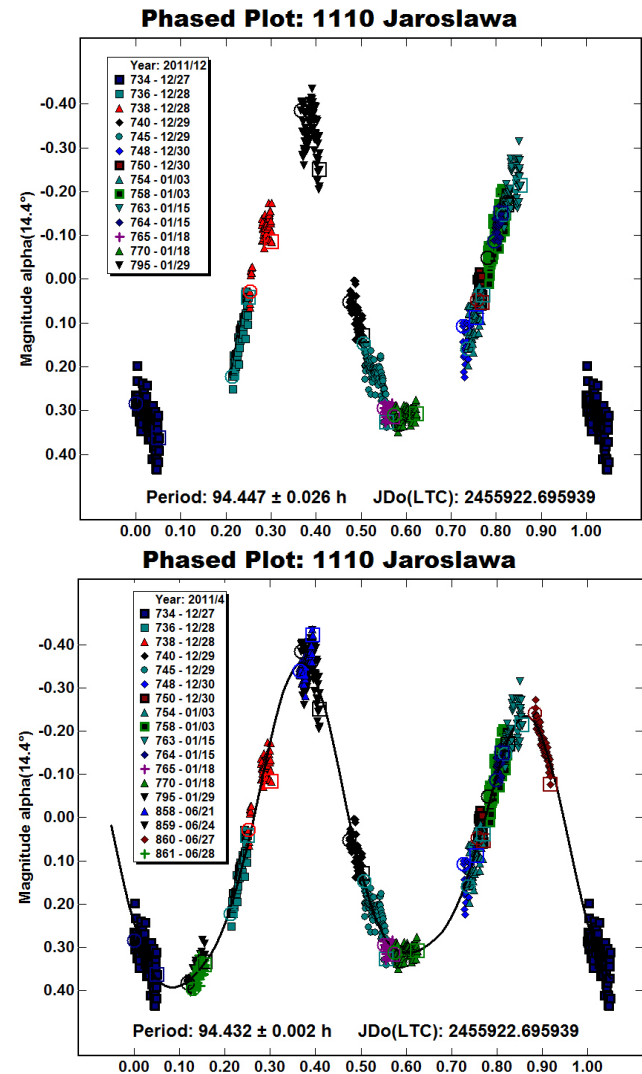 Phased Plot: 1110 Jaroslawa
Year: 2011/12
734 - 12/27
736 - 12/28
738 - 12/28
740 - 12/29
745 - 12/29
748 - 12/30
750 - 12/30
754 - 01/03
758 - 01/03
763 - 01/15
764 - 01/15
765 - 01/18
770 - 01/18
795 - 01/29
Magnitude alpha(14.4°)
-0.40
-0.30
-0.20
-0.10
0.00
0.10
0.20
0.30
0.40
Period: 94.447 ± 0.026 h JDo(LTC): 2455922.695939
0.00 0.10 0.20 0.30 0.40 0.50 0.60 0.70 0.80 0.90 1.00
Phased Plot: 1110 Jaroslawa
Year: 2011/4
734 - 12/27
736 - 12/28
738 - 12/28
740 - 12/29
745 - 12/29
748 - 12/30
750 - 12/30
754 - 01/03
758 - 01/03
763 - 01/15
764 - 01/15
765 - 01/18
770 - 01/18
795 - 01/29
858 - 06/21
859 - 06/24
860 - 06/27
861 - 06/28
Magnitude alpha(14.4°)
-0.40
-0.30
-0.20
-0.10
0.00
0.10
0.20
0.30
0.40
Period: 94.432 ± 0.002 h JDo(LTC): 2455922.695939
0.00 0.10 0.20 0.30 0.40 0.50 0.60 0.70 0.80 0.90 1.00